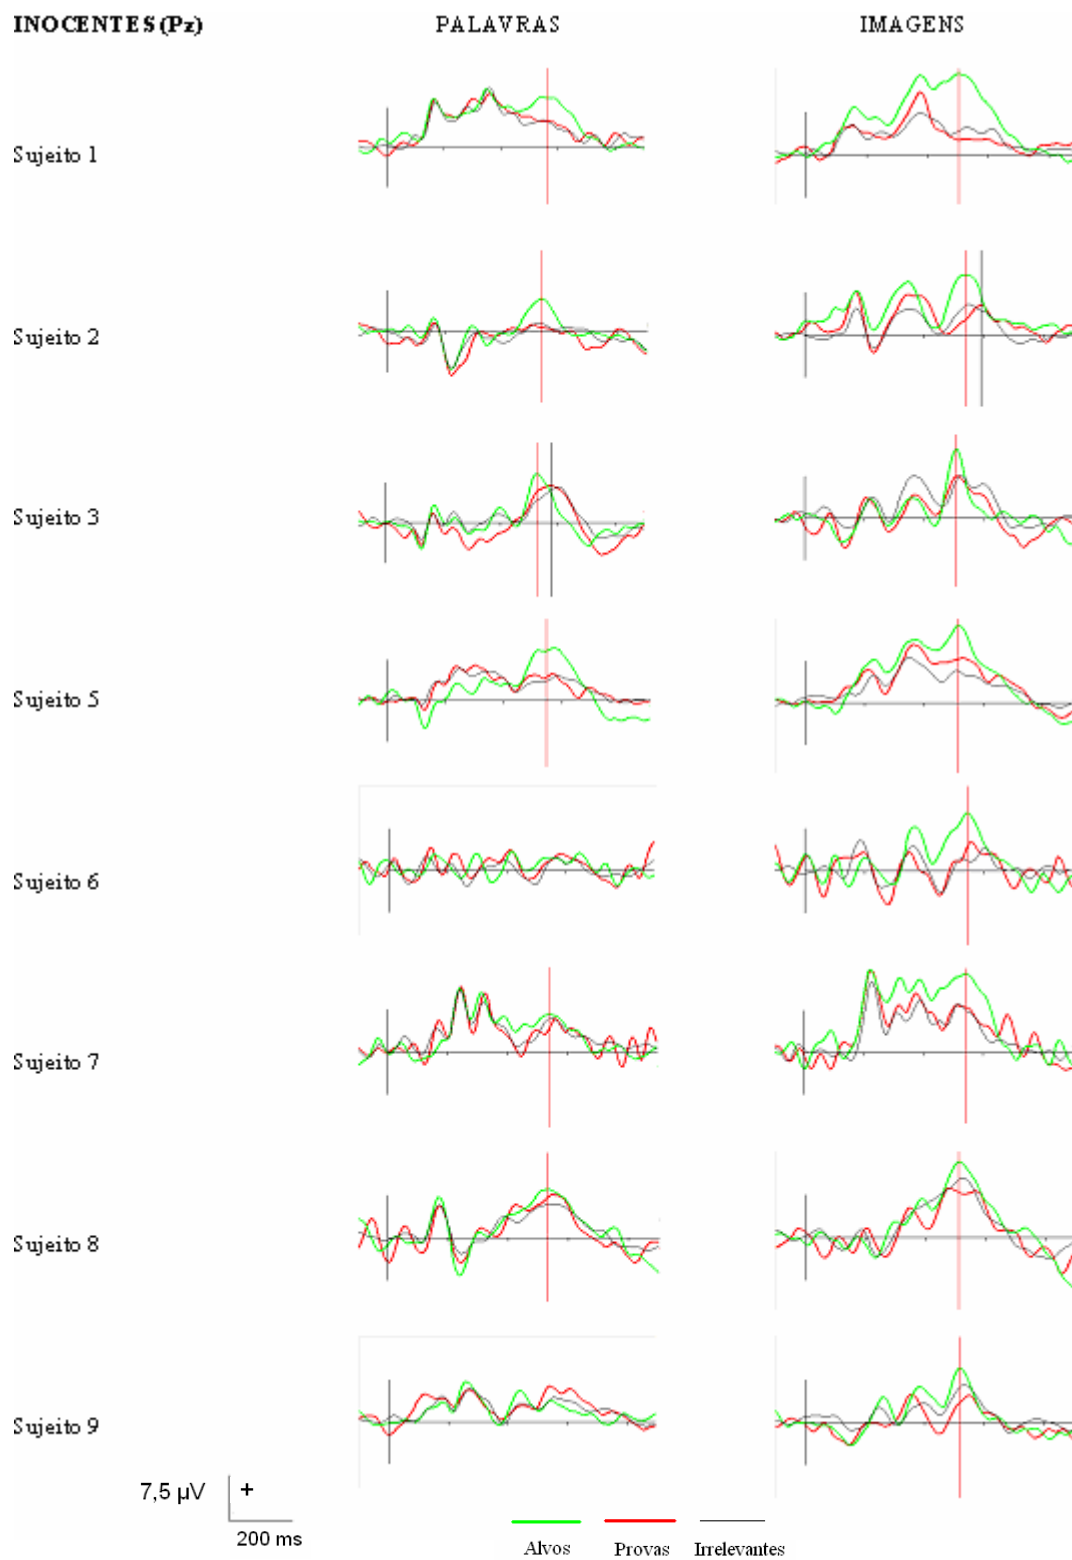 INOCENTES (Pz) PALAVRAS IMAGENS
Sujeito 1
Sujeito 2
Sujeito 3
Sujeito 5
Sujeito 6
Sujeito 7
Sujeito 8
Sujeito 9
7,5 µV +
200 ms
Alvos Provas Irrelevantes